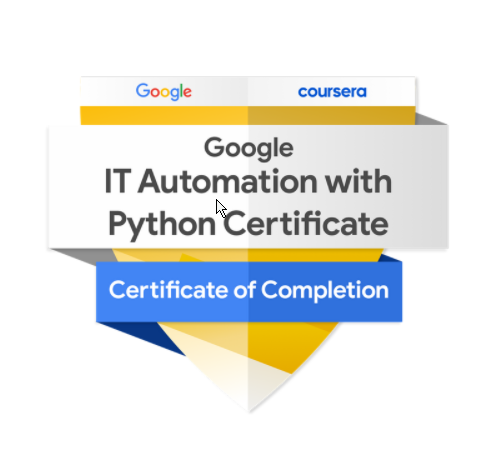 Google coursera
Google
IT Automation with
Python Certificate
Certificate of Completion